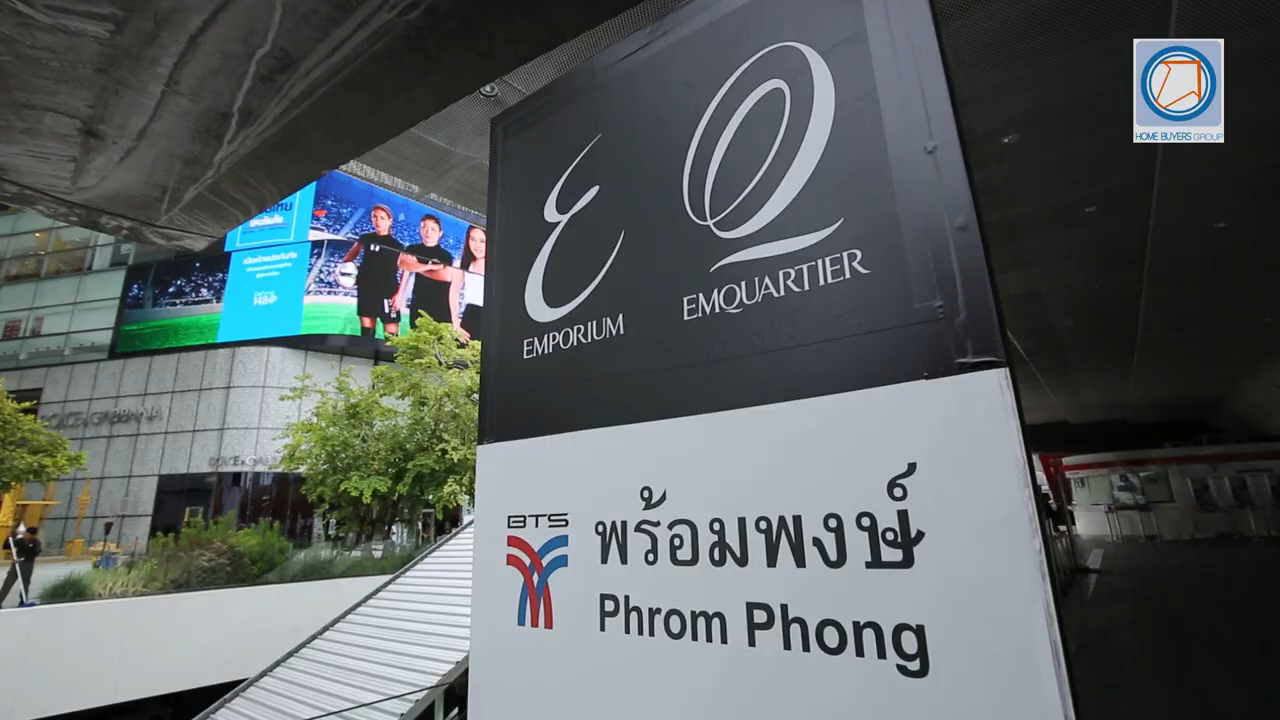 HOME BUYERS GROUP
EMPORIUM
EMQUARTIER
DOLCE & GABBANA
BTS
พร้อมพงษ์
Phrom Phong